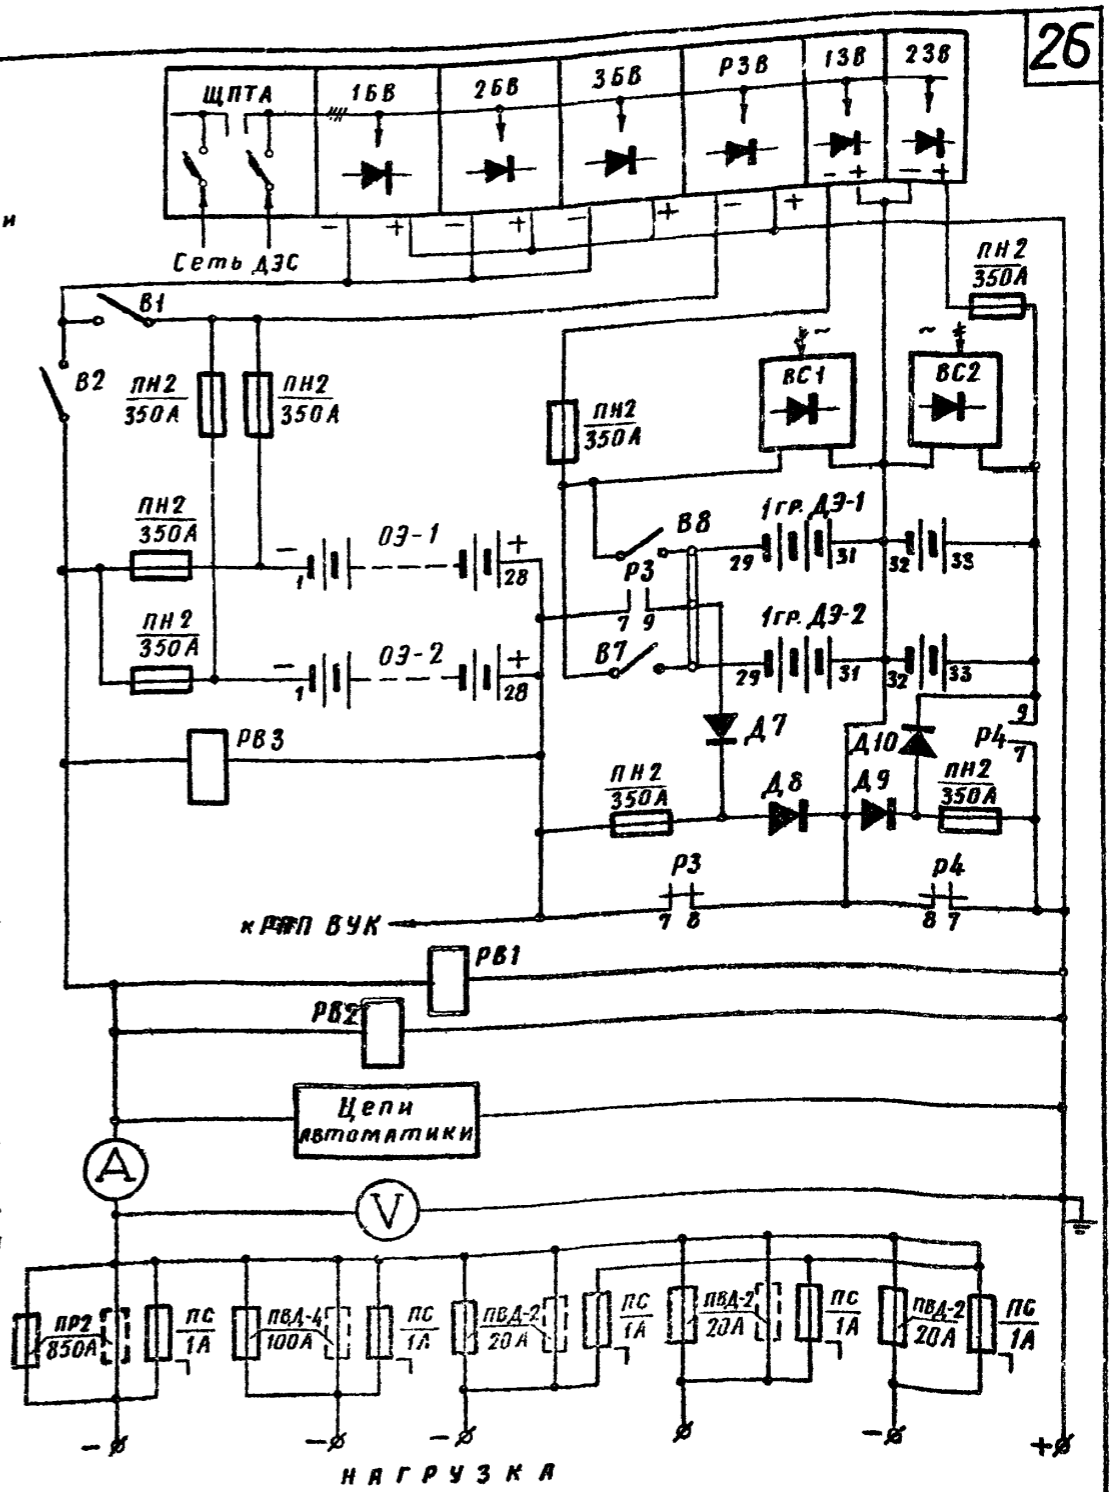 26
ЩПТА
1БВ
2БВ
3БВ
РЗВ
1ЗВ
2ЗВ
и
- + - + - + - + - + - +
Сеть ДЭС
ПН2
350А
В1
В2
ПН2
350А
ПН2
350А
ПН2
350А
~
ВС1
~
ВС2
ПН2
350А
ОЭ-1
- 1
+ 28
В8
1гр. ДЭ-1
29
31
32
33
Р3
7 9
ПН2
350А
ОЭ-2
- 1
+ 28
В7
1гр. ДЭ-2
29
31
32
33
РВ3
Д7
Д10
Р4
9
7
ПН2
350А
Д8
Д9
ПН2
350А
Р3
7 8
Р4
8 7
к РПП ВУК
РВ1
РВ2
Цепи
автоматики
А
V
ПР2
850А
ПС
1А
ПВД-4
100А
ПС
1А
ПВД-2
20А
ПС
1А
ПВД-2
20А
ПС
1А
ПВД-2
20А
ПС
1А
- - - - +
НАГРУЗКА